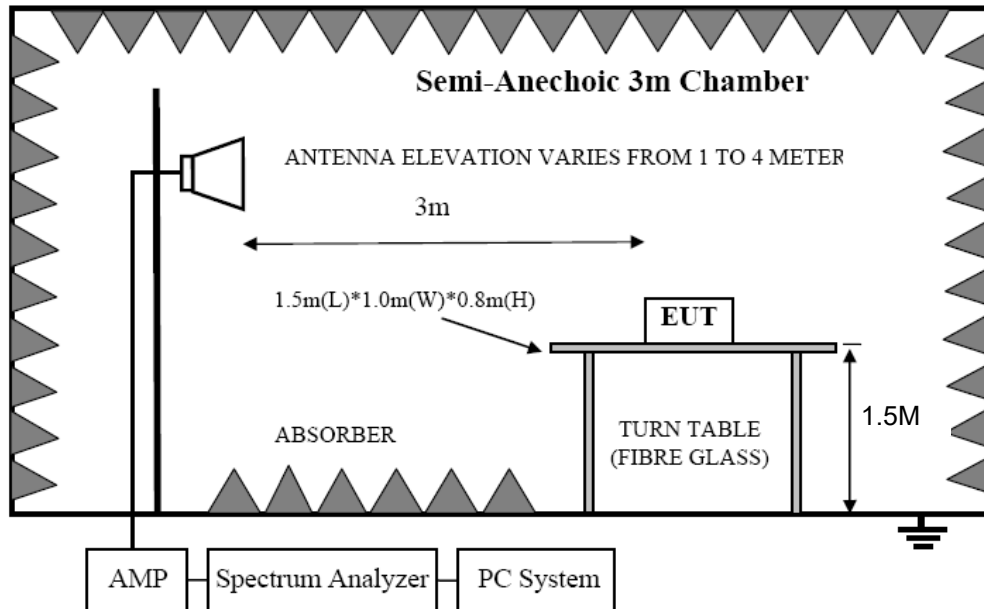 Semi-Anechoic 3m Chamber
ANTENNA ELEVATION VARIES FROM 1 TO 4 METER
3m
1.5m(L)*1.0m(W)*0.8m(H)
EUT
1.5M
ABSORBER
TURN TABLE
(FIBRE GLASS)
AMP
Spectrum Analyzer
PC System